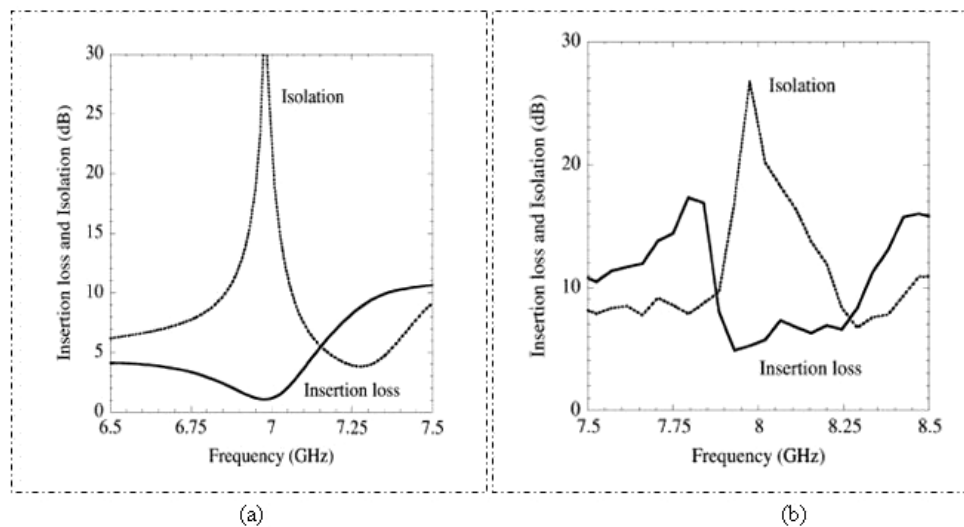 Insertion loss and Isolation (dB)
30
25
20
15
10
5
0
Isolation
Insertion loss
6.5 6.75 7 7.25 7.5
Frequency (GHz)
(a)
Insertion loss and Isolation (dB)
30
20
10
0
Isolation
Insertion loss
7.5 7.75 8 8.25 8.5
Frequency (GHz)
(b)